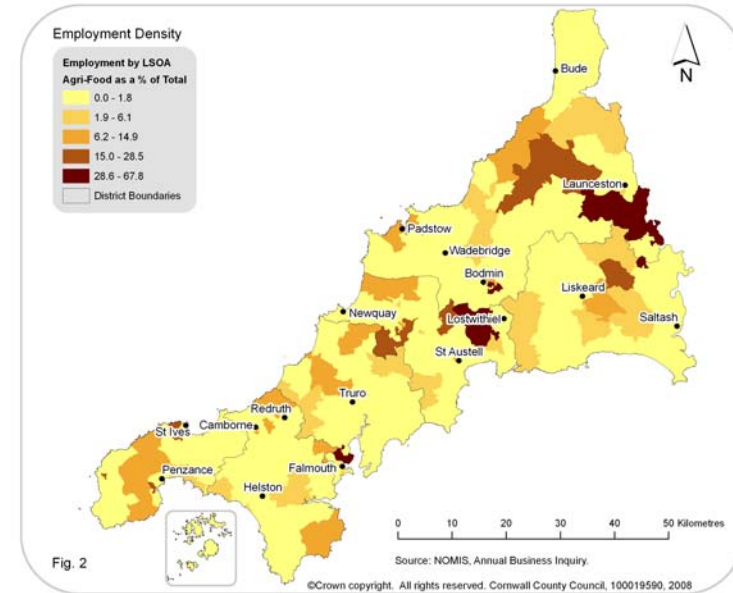 Employment Density
Employment by LSOA
Agri-Food as a % of Total
0.0 - 1.8
1.9 - 6.1
6.2 - 14.9
15.0 - 28.5
28.6 - 67.8
District Boundaries
N
Bude
Launceston
Padstow
Wadebridge
Bodmin
Liskeard
Newquay
Lostwithiel
Saltash
St Austell
Truro
Redruth
Camborne
St Ives
Penzance
Falmouth
Helston
0 10 20 30 40 50 Kilometres
Fig. 2
Source: NOMIS, Annual Business Inquiry.
©Crown copyright. All rights reserved. Cornwall County Council, 100019590, 2008